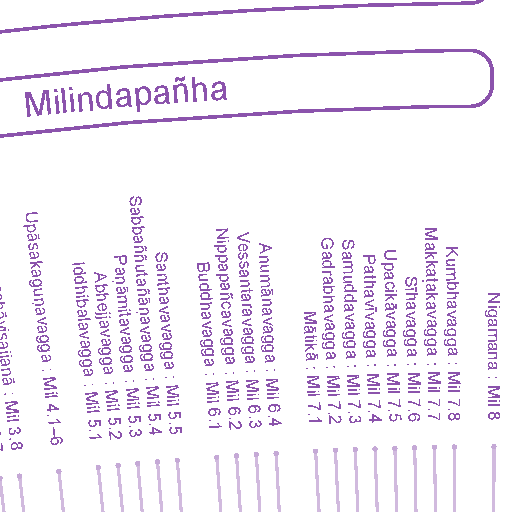 Milindapañha
Mil 3.8
Upāsakaguṇavagga : Mil 4.1–6
Iddhibalavagga : Mil 5.1
Abhejjavagga : Mil 5.2
Paṇāmitavagga : Mil 5.3
Sabbaññutañāṇavagga : Mil 5.4
Santhavavagga : Mil 5.5
Buddhavagga : Mil 6.1
Nippapañcavagga : Mil 6.2
Vessantaravagga : Mil 6.3
Anumānavagga : Mil 6.4
Mātikā : Mil 7.1
Gadrabhavagga : Mil 7.2
Samuddavagga : Mil 7.3
Pathavīvagga : Mil 7.4
Upacikāvagga : Mil 7.5
Sīhavagga : Mil 7.6
Makkaṭakavagga : Mil 7.7
Kumbhavagga : Mil 7.8
Nigamana : Mil 8